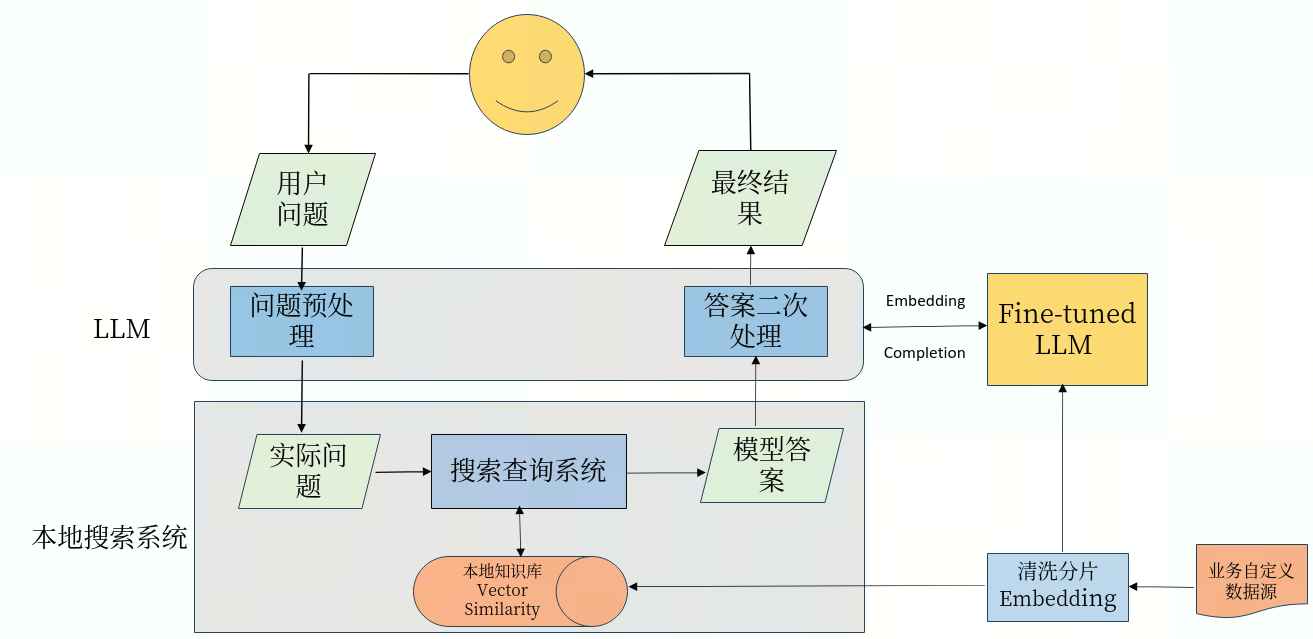 用户
问题
最终结
果
LLM
问题预处
理
答案二次
处理
Embedding
Completion
Fine-tuned
LLM
本地搜索系统
实际问
题
搜索查询系统
模型答
案
本地知识库
Vector
Similarity
清洗分片
Embedding
业务自定义
数据源